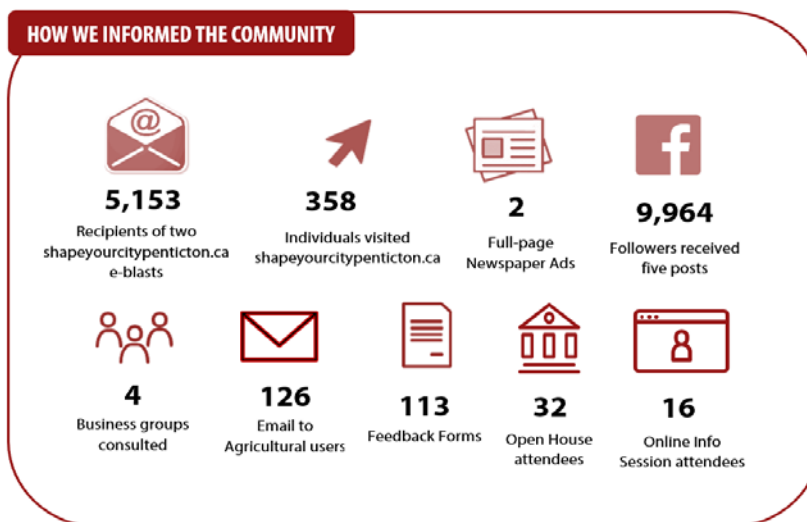 HOW WE INFORMED THE COMMUNITY
@
f
5,153
Recipients of two
shapeyourcitypenticton.ca
e-blasts
358
Individuals visited
shapeyourcitypenticton.ca
2
Full-page
Newspaper Ads
9,964
Followers received
five posts
4
Business groups
consulted
126
Email to
Agricultural users
113
Feedback Forms
32
Open House
attendees
16
Online Info
Session attendees